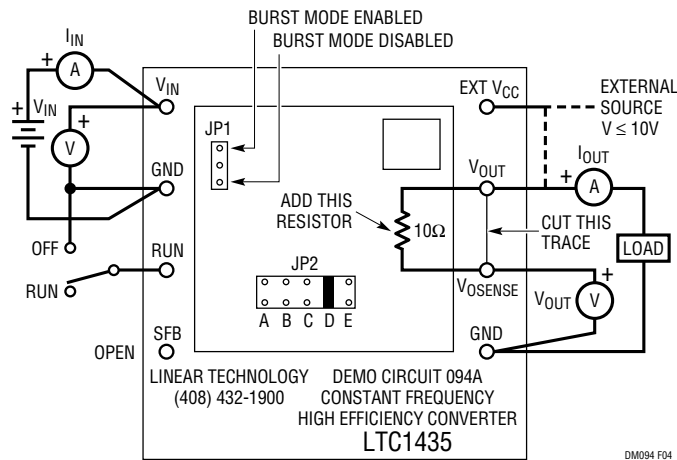 BURST MODE ENABLED
BURST MODE DISABLED
I_IN
+
A
V_IN
EXT V_CC
EXTERNAL
SOURCE
V ≤ 10V
+
V_IN
+
V
JP1
GND
V_OUT
I_OUT
+
A
ADD THIS
RESISTOR
10Ω
CUT THIS
TRACE
LOAD
OFF
RUN
RUN
JP2
A B C D E
V_OSENSE
V_OUT
+
V
OPEN
SFB
GND
LINEAR TECHNOLOGY
(408) 432-1900
DEMO CIRCUIT 094A
CONSTANT FREQUENCY
HIGH EFFICIENCY CONVERTER
LTC1435
DM094 F04